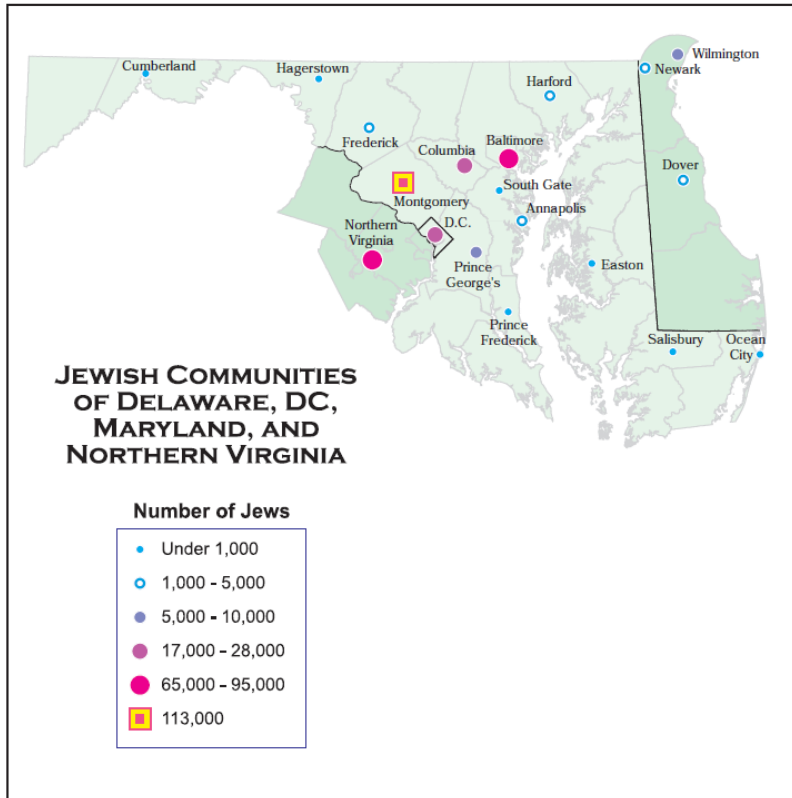 Cumberland
Hagerstown
Harford
Wilmington
Newark
Frederick
Columbia
Baltimore
Dover
South Gate
Montgomery
Annapolis
D.C.
Northern
Virginia
Prince
George's
Easton
Prince
Frederick
Salisbury
Ocean
City
JEWISH COMMUNITIES
OF DELAWARE, DC,
MARYLAND, AND
NORTHERN VIRGINIA
Number of Jews
Under 1,000
1,000 - 5,000
5,000 - 10,000
17,000 - 28,000
65,000 - 95,000
113,000